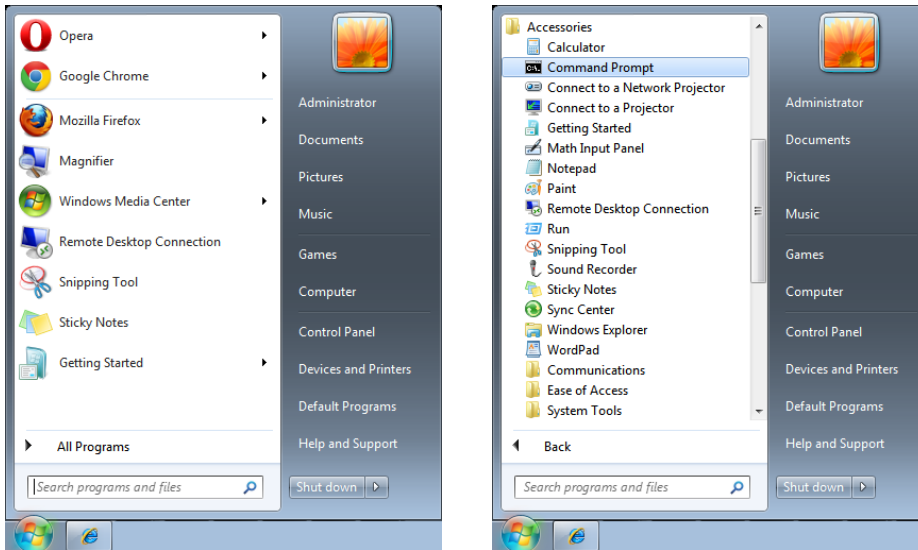 Opera
Google Chrome
Mozilla Firefox
Magnifier
Windows Media Center
Remote Desktop Connection
Snipping Tool
Sticky Notes
Getting Started
All Programs
Search programs and files
Administrator
Documents
Pictures
Music
Games
Computer
Control Panel
Devices and Printers
Default Programs
Help and Support
Shut down
Accessories
Calculator
Command Prompt
Connect to a Network Projector
Connect to a Projector
Getting Started
Math Input Panel
Notepad
Paint
Remote Desktop Connection
Run
Snipping Tool
Sound Recorder
Sticky Notes
Sync Center
Windows Explorer
WordPad
Communications
Ease of Access
System Tools
Back
Search programs and files
Administrator
Documents
Pictures
Music
Games
Computer
Control Panel
Devices and Printers
Default Programs
Help and Support
Shut down